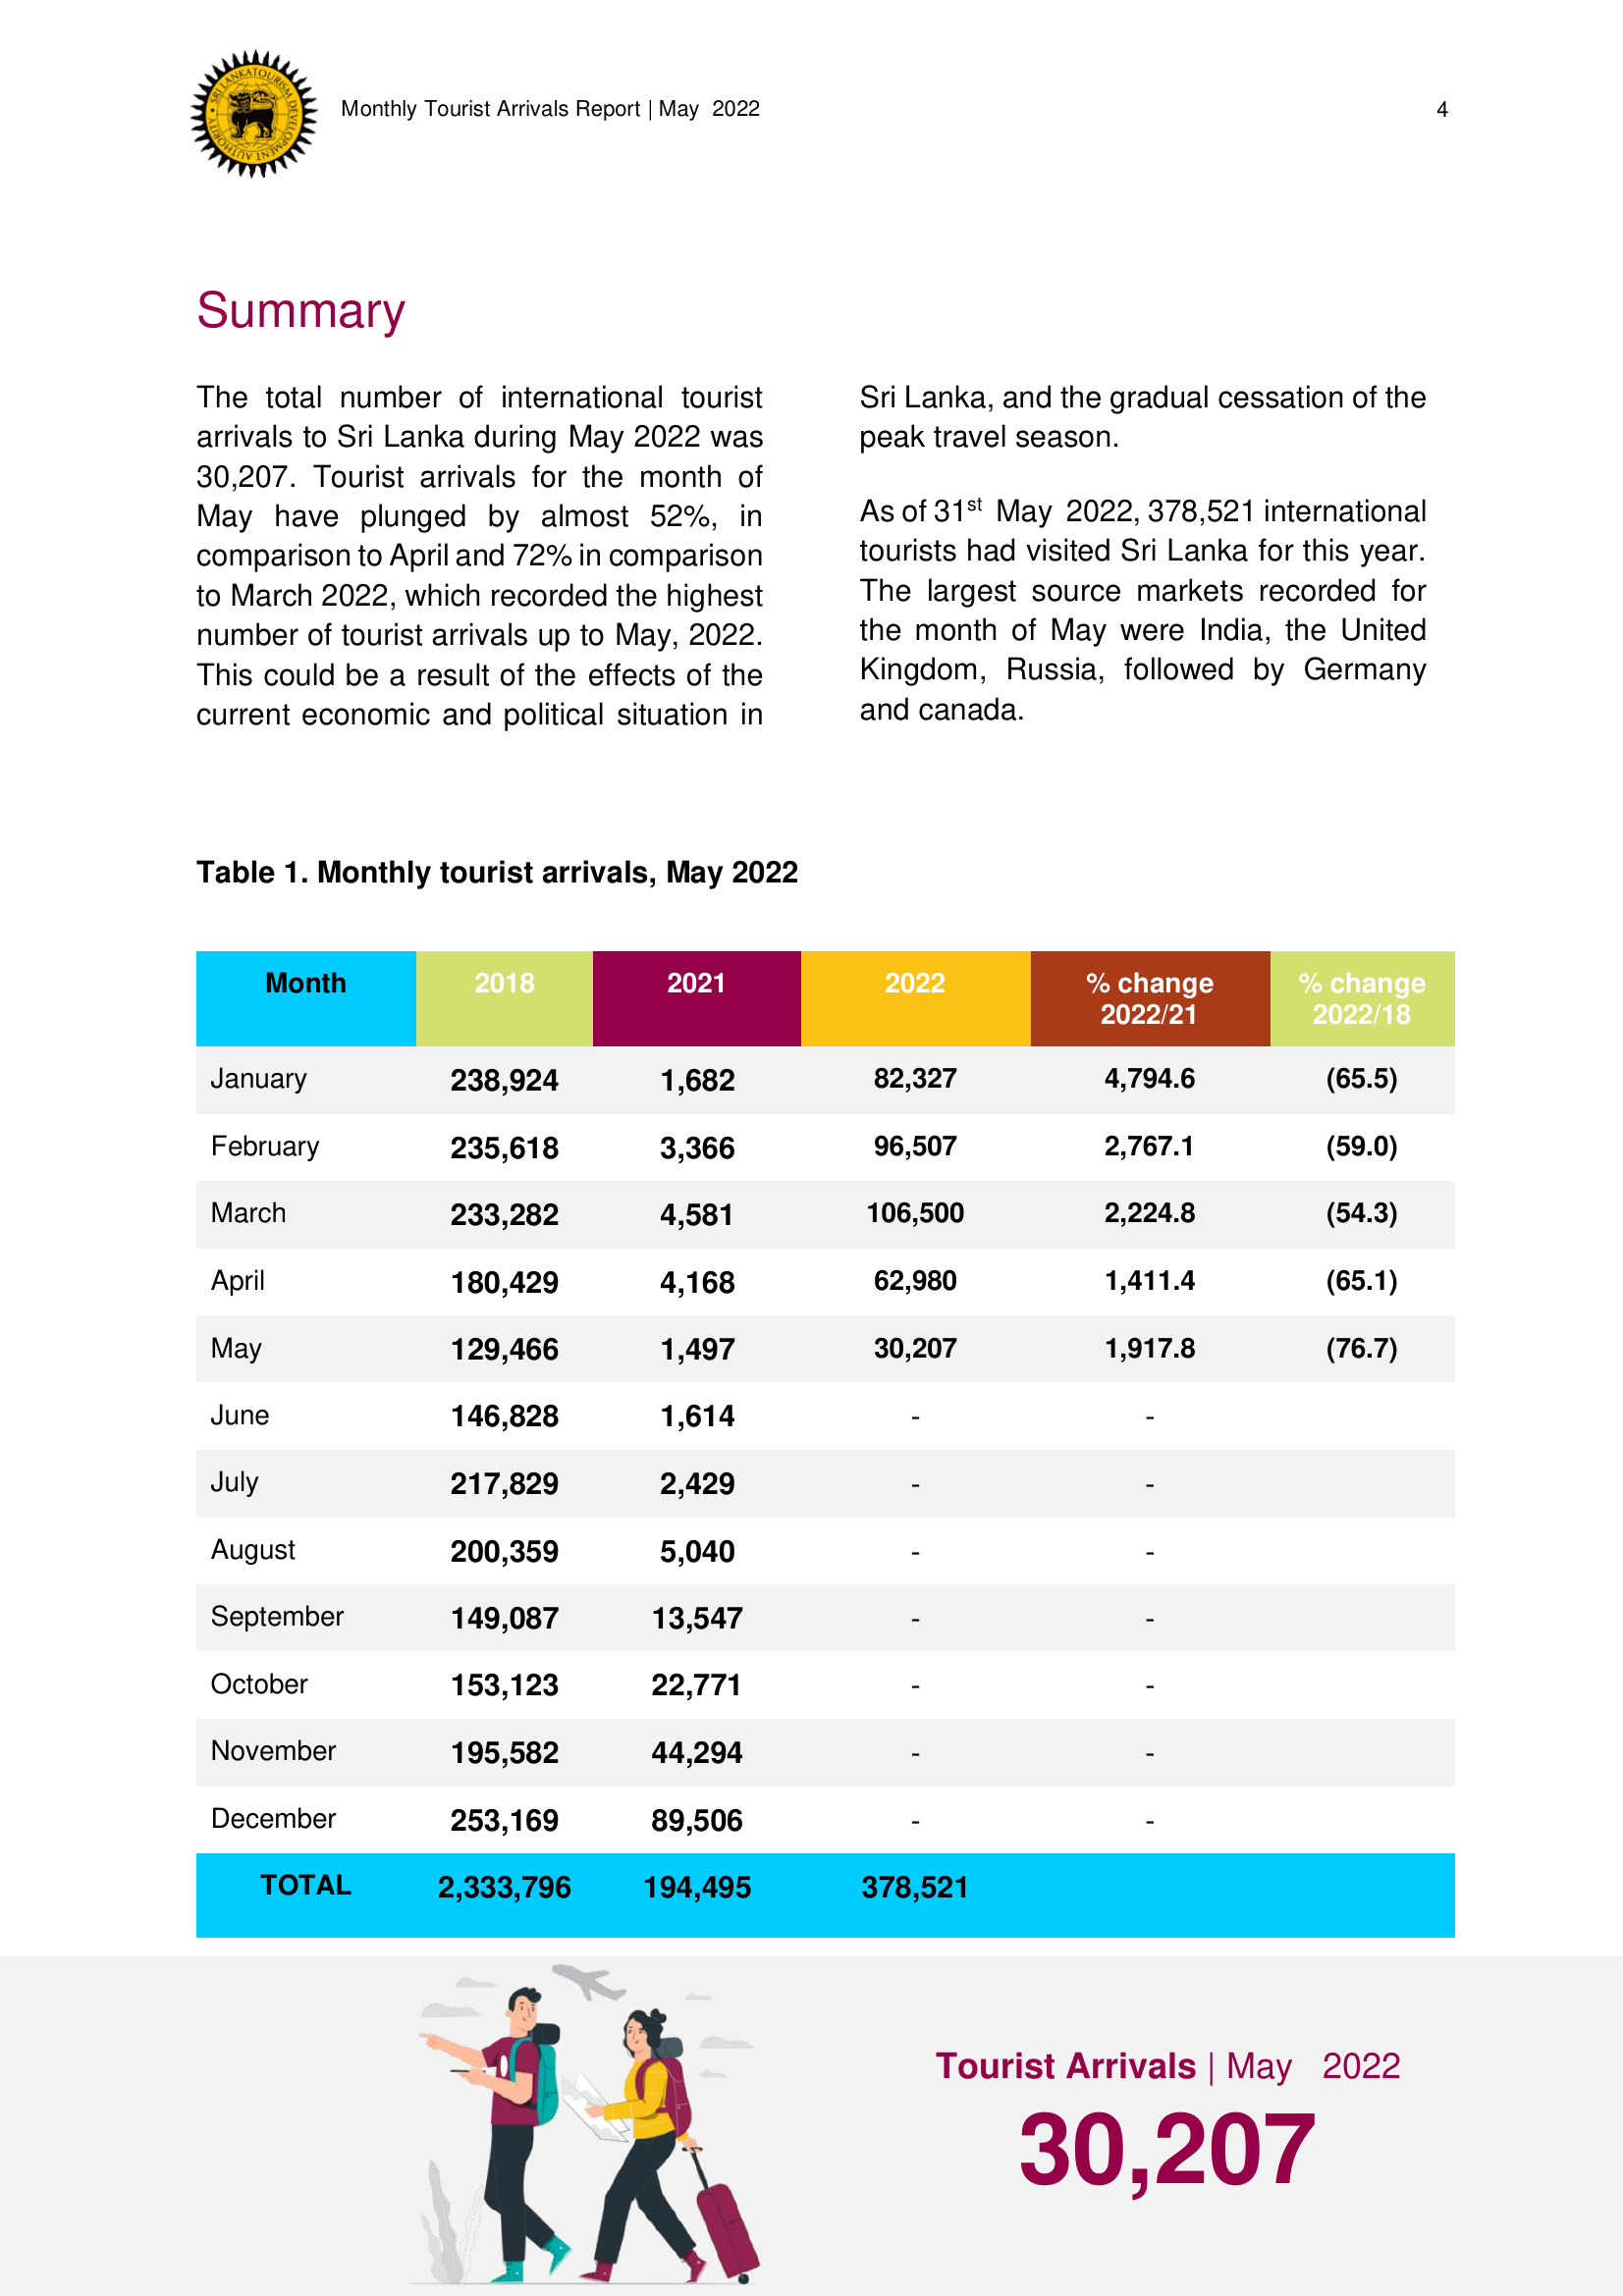 SRI LANKA TOURISM DEVELOPMENT AUTHORITY
Monthly Tourist Arrivals Report | May 2022
4
Summary
The total number of international tourist
arrivals to Sri Lanka during May 2022 was
30,207. Tourist arrivals for the month of
May have plunged by almost 52%, in
comparison to April and 72% in comparison
to March 2022, which recorded the highest
number of tourist arrivals up to May, 2022.
This could be a result of the effects of the
current economic and political situation in
Sri Lanka, and the gradual cessation of the
peak travel season.
As of 31st May 2022, 378,521 international
tourists had visited Sri Lanka for this year.
The largest source markets recorded for
the month of May were India, the United
Kingdom, Russia, followed by Germany
and canada.
Table 1. Monthly tourist arrivals, May 2022
Month 2018 2021 2022 % change 2022/21 % change 2022/18
January 238,924 1,682 82,327 4,794.6 (65.5)
February 235,618 3,366 96,507 2,767.1 (59.0)
March 233,282 4,581 106,500 2,224.8 (54.3)
April 180,429 4,168 62,980 1,411.4 (65.1)
May 129,466 1,497 30,207 1,917.8 (76.7)
June 146,828 1,614 - -
July 217,829 2,429 - -
August 200,359 5,040 - -
September 149,087 13,547 - -
October 153,123 22,771 - -
November 195,582 44,294 - -
December 253,169 89,506 - -
TOTAL 2,333,796 194,495 378,521
Tourist Arrivals | May 2022
30,207